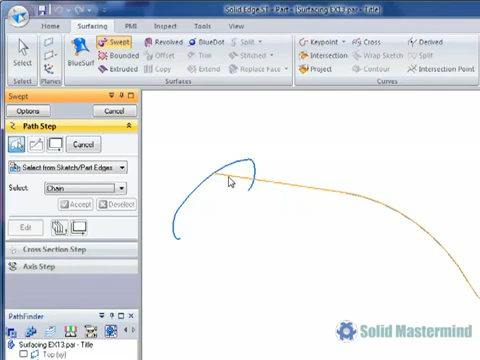 Solid Edge ST - Part - [Surfacing EX13.par - Title]
Home Surfacing PMI Inspect Tools View
Select
Planes
BlueSurf
Swept Revolved BlueDot Split
Bounded Offset Trim Stitched
Extruded Copy Extend Replace Face
Surfaces
Keypoint Cross Derived
Intersection Wrap Sketch Contour
Project Contour Intersection Point
Curves
Swept
Options Cancel
Path Step
Cancel
Select from Sketch/Part Edges
Select: Chain
Accept Deselect
Edit
Cross Section Step
Axis Step
PathFinder
Surfacing EX13.par - Title
Top (xy)
Solid Mastermind